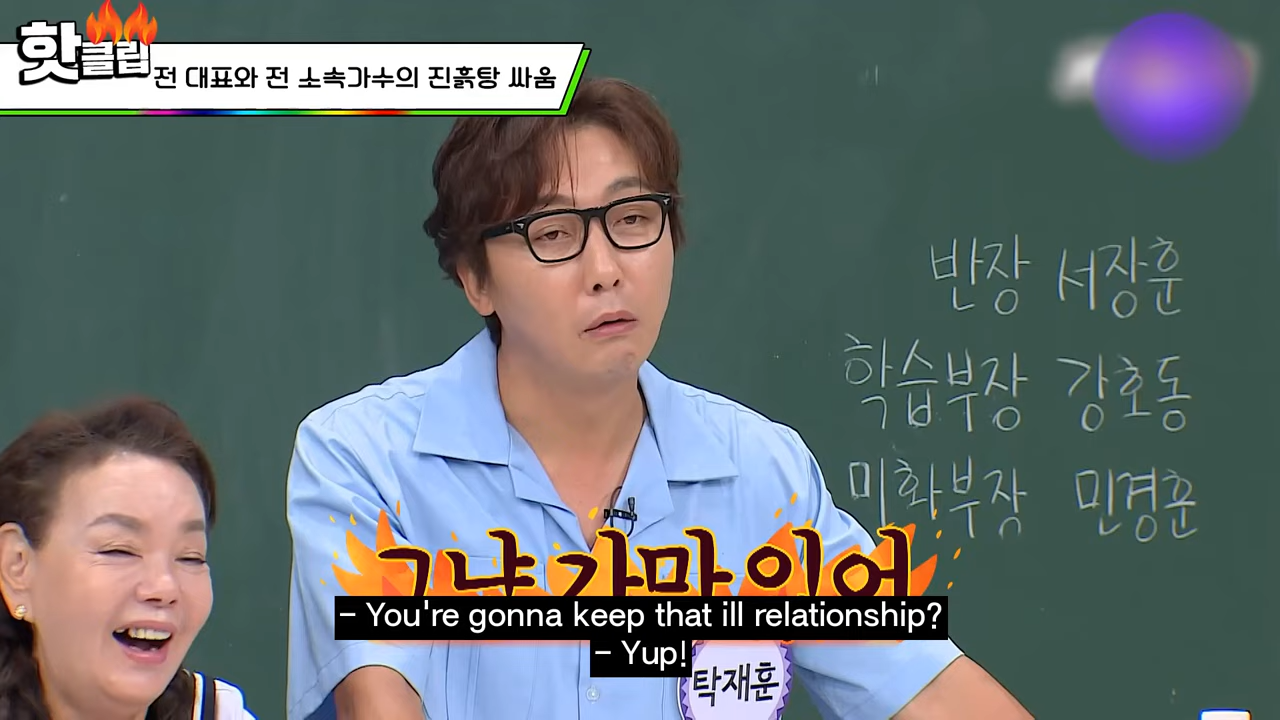 핫클립
전 대표와 전 소속가수의 진흙탕 싸움
반장 서장훈
학습부장 강호동
미화부장 민경훈
그냥 가만 있어
- You're gonna keep that ill relationship?
- Yup!
탁재훈